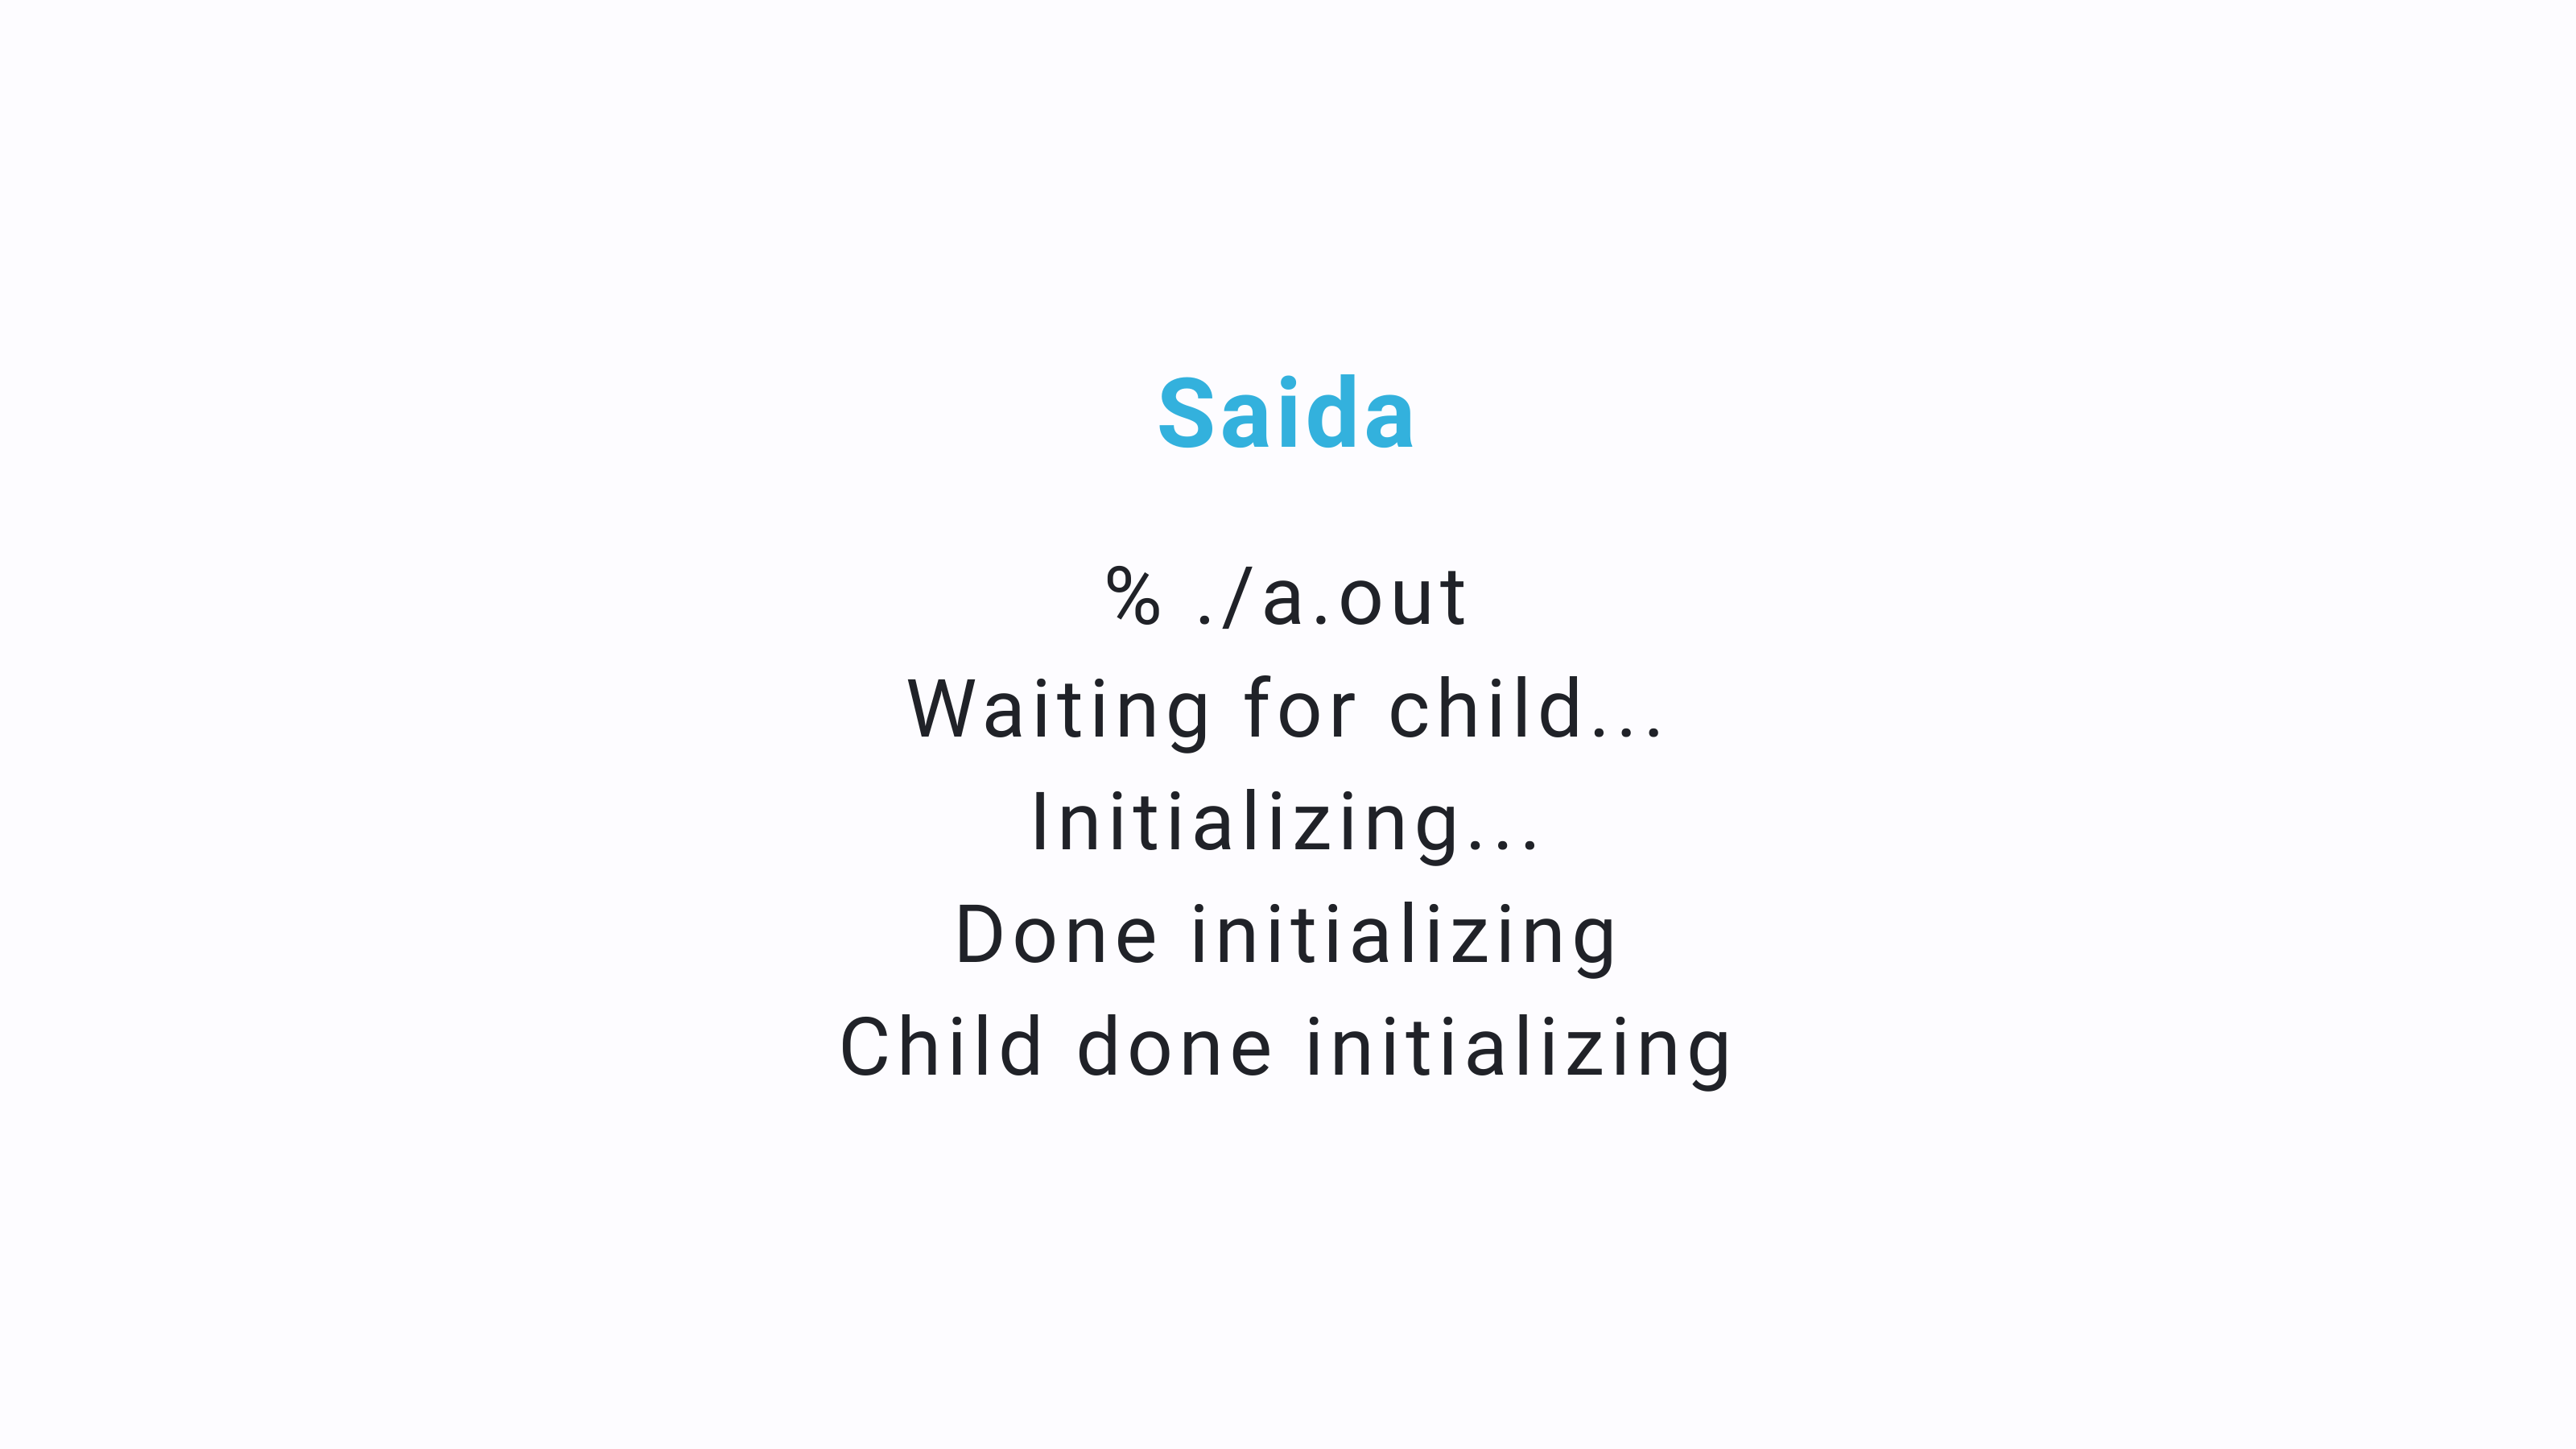 Saida
% ./a.out
Waiting for child...
Initializing...
Done initializing
Child done initializing